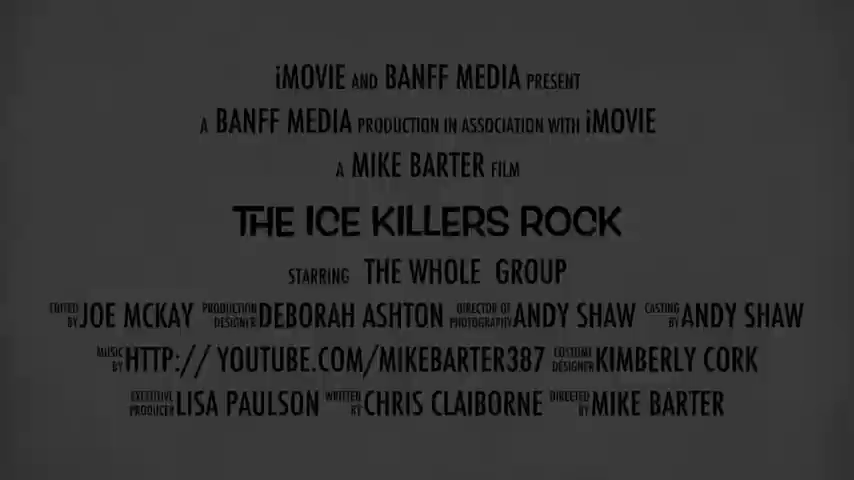 iMOVIE AND BANFF MEDIA PRESENT
A BANFF MEDIA PRODUCTION IN ASSOCIATION WITH iMOVIE
A MIKE BARTER FILM
THE ICE KILLERS ROCK
STARRING THE WHOLE GROUP
EDITED BY JOE MCKAY PRODUCTION DESIGNER DEBORAH ASHTON DIRECTOR OF PHOTOGRAPHY ANDY SHAW CASTING BY ANDY SHAW
MUSIC BY HTTP:// YOUTUBE.COM/MIKEBARTER387 COSTUME DESIGNER KIMBERLY CORK
EXECUTIVE PRODUCER LISA PAULSON WRITTEN BY CHRIS CLAIBORNE DIRECTED BY MIKE BARTER